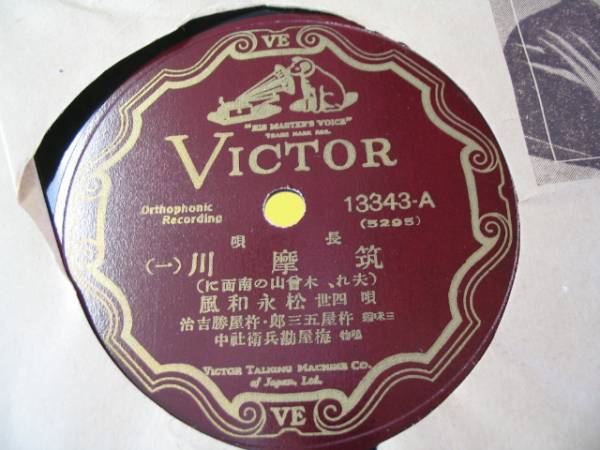 VE
"HIS MASTER'S VOICE"
TRADE MARK REG.
VICTOR
Orthophonic
Recording
13343-A
(5295)
長唄
筑摩川(一)
(夫れ、木曾山の南面に)
唄 四世 松永和風
三味線 杵屋五三郎・杵屋勝吉治
鳴物 梅屋勘兵衛社中
VICTOR TALKING MACHINE CO.
of Japan, Ltd.
VE